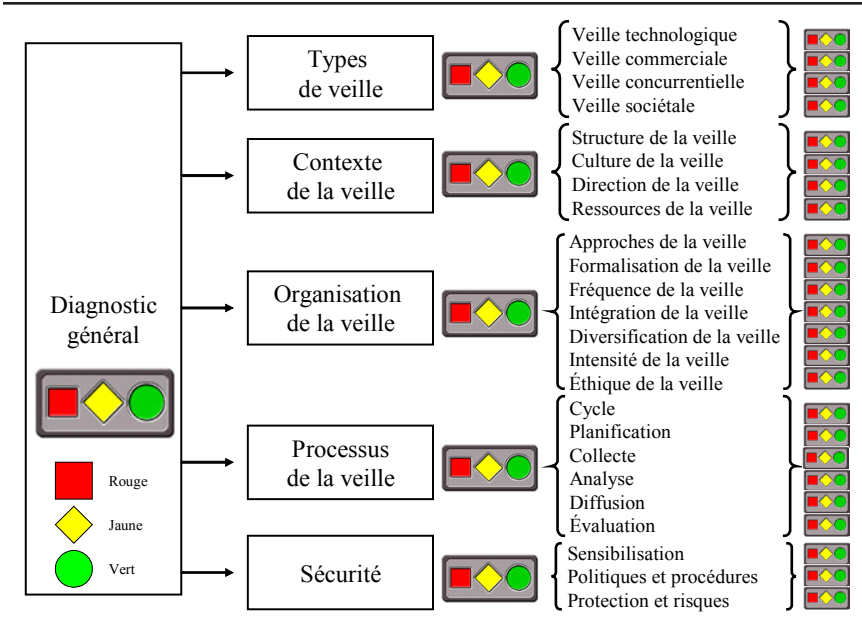 Diagnostic
général
Rouge
Jaune
Vert
Types
de veille
Veille technologique
Veille commerciale
Veille concurrentielle
Veille sociétale
Contexte
de la veille
Structure de la veille
Culture de la veille
Direction de la veille
Ressources de la veille
Organisation
de la veille
Approches de la veille
Formalisation de la veille
Fréquence de la veille
Intégration de la veille
Diversification de la veille
Intensité de la veille
Éthique de la veille
Processus
de la veille
Cycle
Planification
Collecte
Analyse
Diffusion
Évaluation
Sécurité
Sensibilisation
Politiques et procédures
Protection et risques